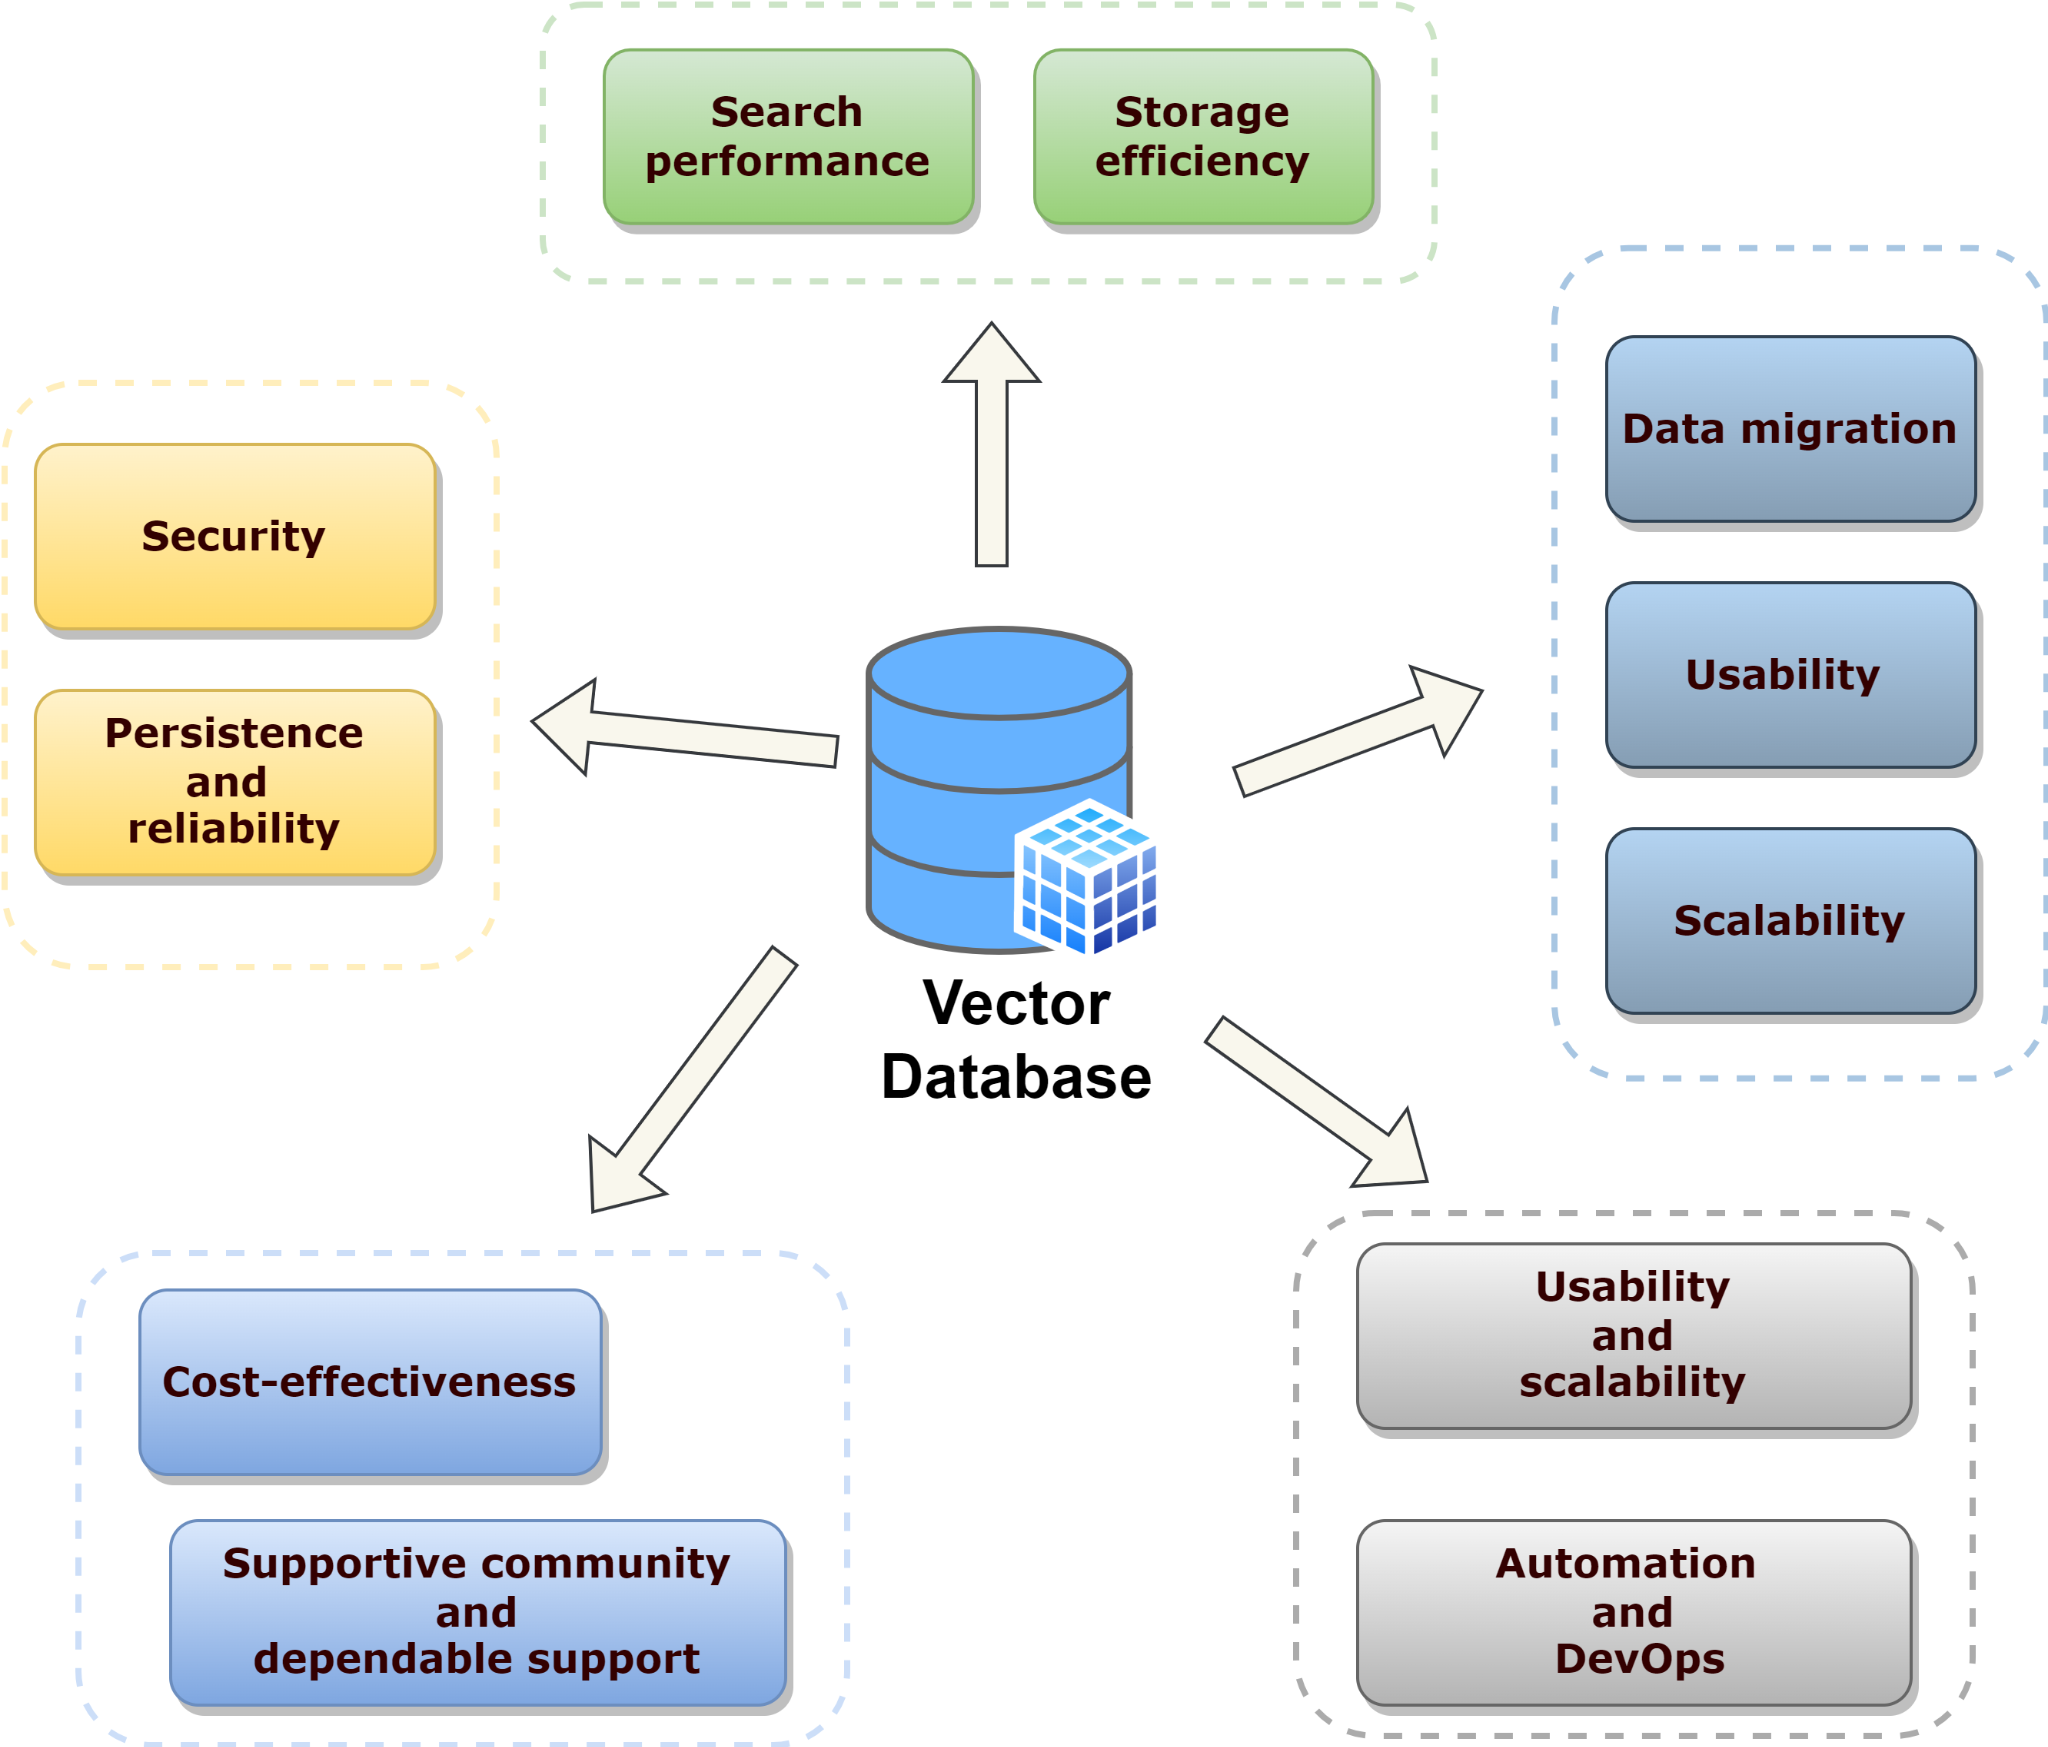 Search
performance
Storage
efficiency
Data migration
Usability
Scalability
Security
Persistence
and
reliability
Vector
Database
Cost-effectiveness
Supportive community
and
dependable support
Usability
and
scalability
Automation
and
DevOps